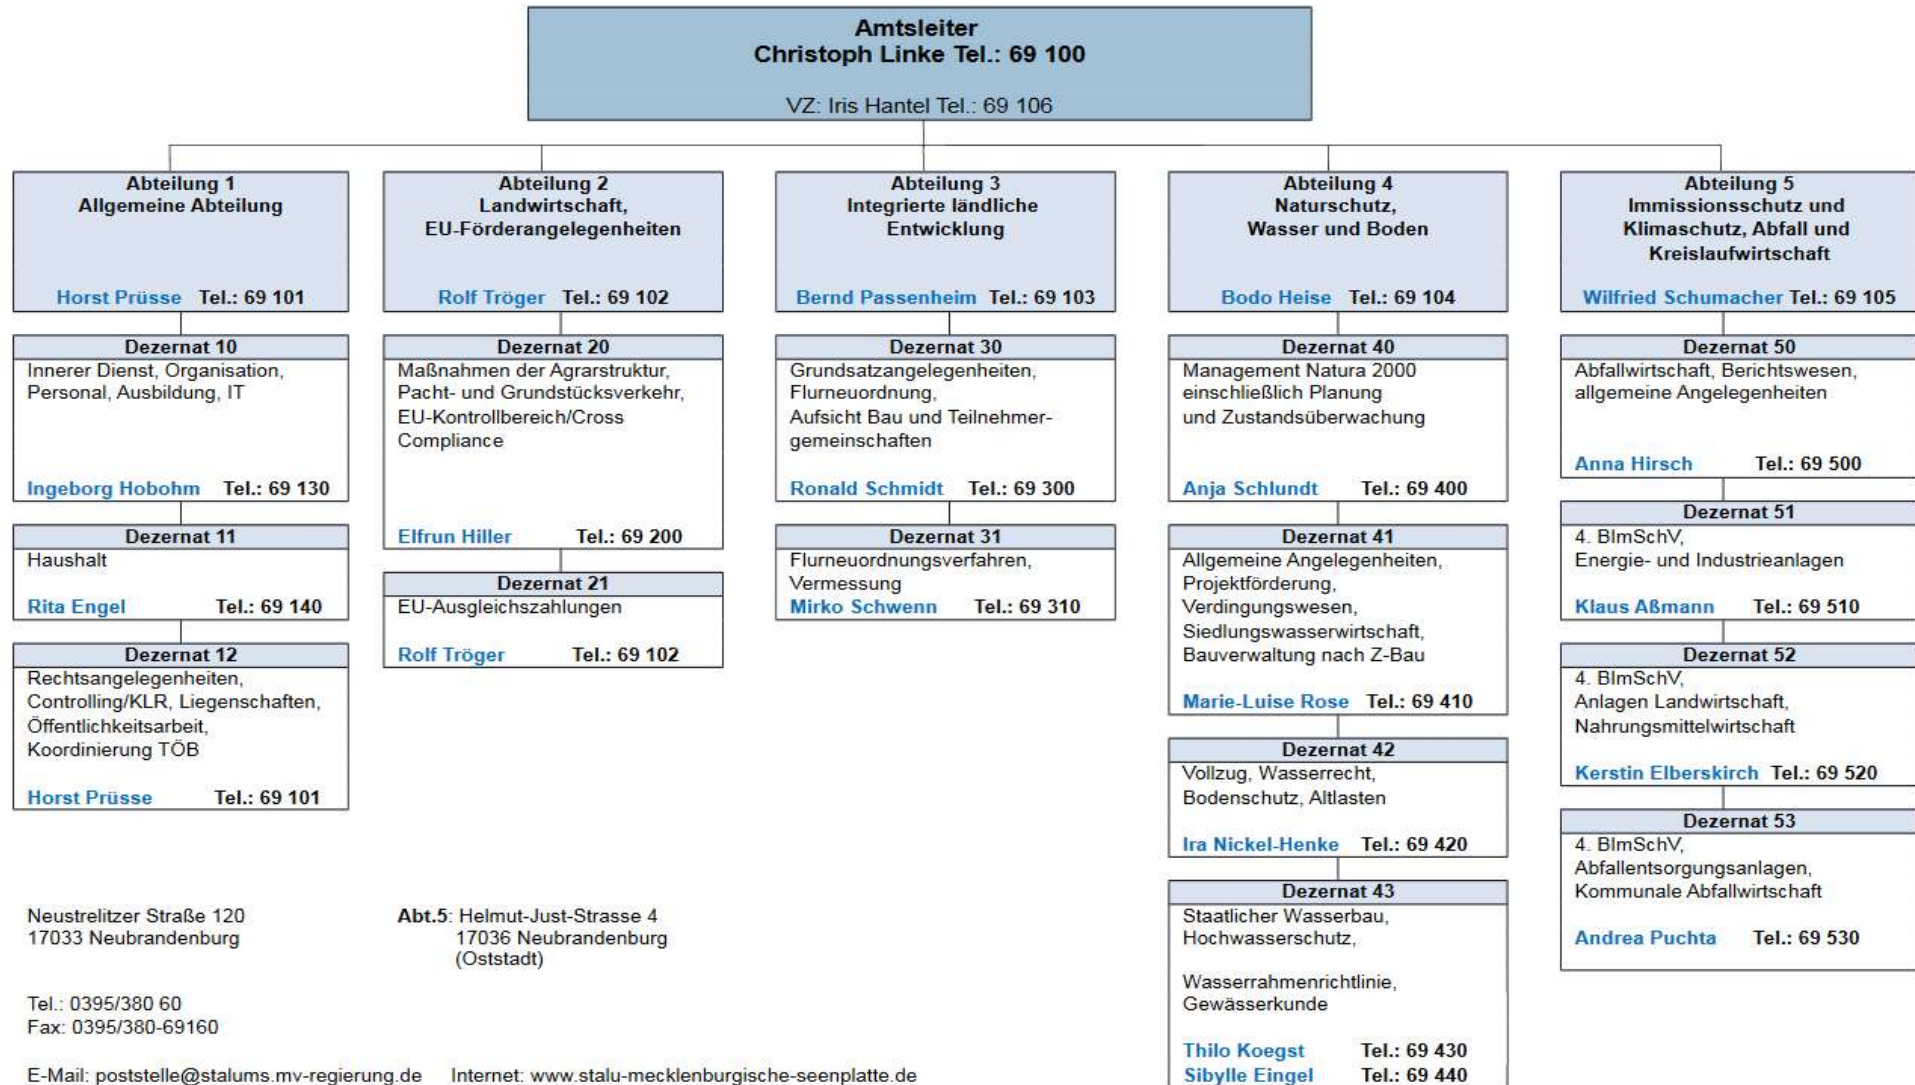 Amtsleiter
Christoph Linke Tel.: 69 100
VZ: Iris Hantel Tel.: 69 106
Abteilung 1
Allgemeine Abteilung
Horst Prüsse Tel.: 69 101
Dezernat 10
Innerer Dienst, Organisation,
Personal, Ausbildung, IT
Ingeborg Hobohm Tel.: 69 130
Dezernat 11
Haushalt
Rita Engel Tel.: 69 140
Dezernat 12
Rechtsangelegenheiten,
Controlling/KLR, Liegenschaften,
Öffentlichkeitsarbeit,
Koordinierung TÖB
Horst Prüsse Tel.: 69 101
Abteilung 2
Landwirtschaft,
EU-Förderangelegenheiten
Rolf Tröger Tel.: 69 102
Dezernat 20
Maßnahmen der Agrarstruktur,
Pacht- und Grundstücksverkehr,
EU-Kontrollbereich/Cross
Compliance
Elfrun Hiller Tel.: 69 200
Dezernat 21
EU-Ausgleichszahlungen
Rolf Tröger Tel.: 69 102
Abteilung 3
Integrierte ländliche
Entwicklung
Bernd Passenheim Tel.: 69 103
Dezernat 30
Grundsatzangelegenheiten,
Flurneuordnung,
Aufsicht Bau und Teilnehmer-
gemeinschaften
Ronald Schmidt Tel.: 69 300
Dezernat 31
Flurneuordnungsverfahren,
Vermessung
Mirko Schwenn Tel.: 69 310
Abteilung 4
Naturschutz,
Wasser und Boden
Bodo Heise Tel.: 69 104
Dezernat 40
Management Natura 2000
einschließlich Planung
und Zustandsüberwachung
Anja Schlundt Tel.: 69 400
Dezernat 41
Allgemeine Angelegenheiten,
Projektförderung,
Verdingungswesen,
Siedlungswasserwirtschaft,
Bauverwaltung nach Z-Bau
Marie-Luise Rose Tel.: 69 410
Dezernat 42
Vollzug, Wasserrecht,
Bodenschutz, Altlasten
Ira Nickel-Henke Tel.: 69 420
Dezernat 43
Staatlicher Wasserbau,
Hochwasserschutz,
Wasserrahmenrichtlinie,
Gewässerkunde
Thilo Koegst Tel.: 69 430
Sibylle Eingel Tel.: 69 440
Abteilung 5
Immissionsschutz und
Klimaschutz, Abfall und
Kreislaufwirtschaft
Wilfried Schumacher Tel.: 69 105
Dezernat 50
Abfallwirtschaft, Berichtswesen,
allgemeine Angelegenheiten
Anna Hirsch Tel.: 69 500
Dezernat 51
4. BImSchV,
Energie- und Industrieanlagen
Klaus Aßmann Tel.: 69 510
Dezernat 52
4. BImSchV,
Anlagen Landwirtschaft,
Nahrungsmittelwirtschaft
Kerstin Elberskirch Tel.: 69 520
Dezernat 53
4. BImSchV,
Abfallentsorgungsanlagen,
Kommunale Abfallwirtschaft
Andrea Puchta Tel.: 69 530
Neustrelitzer Straße 120
17033 Neubrandenburg
Abt.5: Helmut-Just-Strasse 4
17036 Neubrandenburg
(Oststadt)
Tel.: 0395/380 60
Fax: 0395/380-69160
E-Mail: poststelle@stalums.mv-regierung.de Internet: www.stalu-mecklenburgische-seenplatte.de